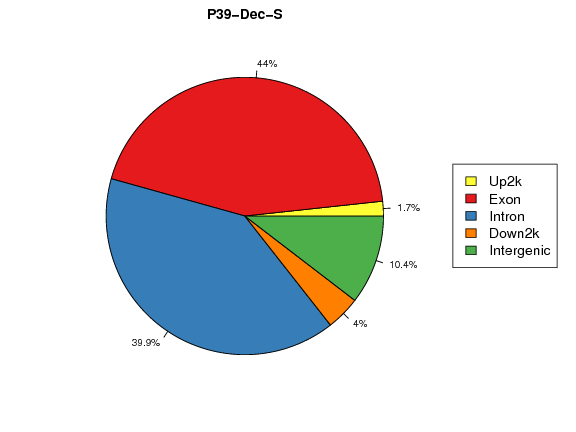 P39−Dec−S
44%
1.7%
10.4%
4%
39.9%
Up2k
Exon
Intron
Down2k
Intergenic